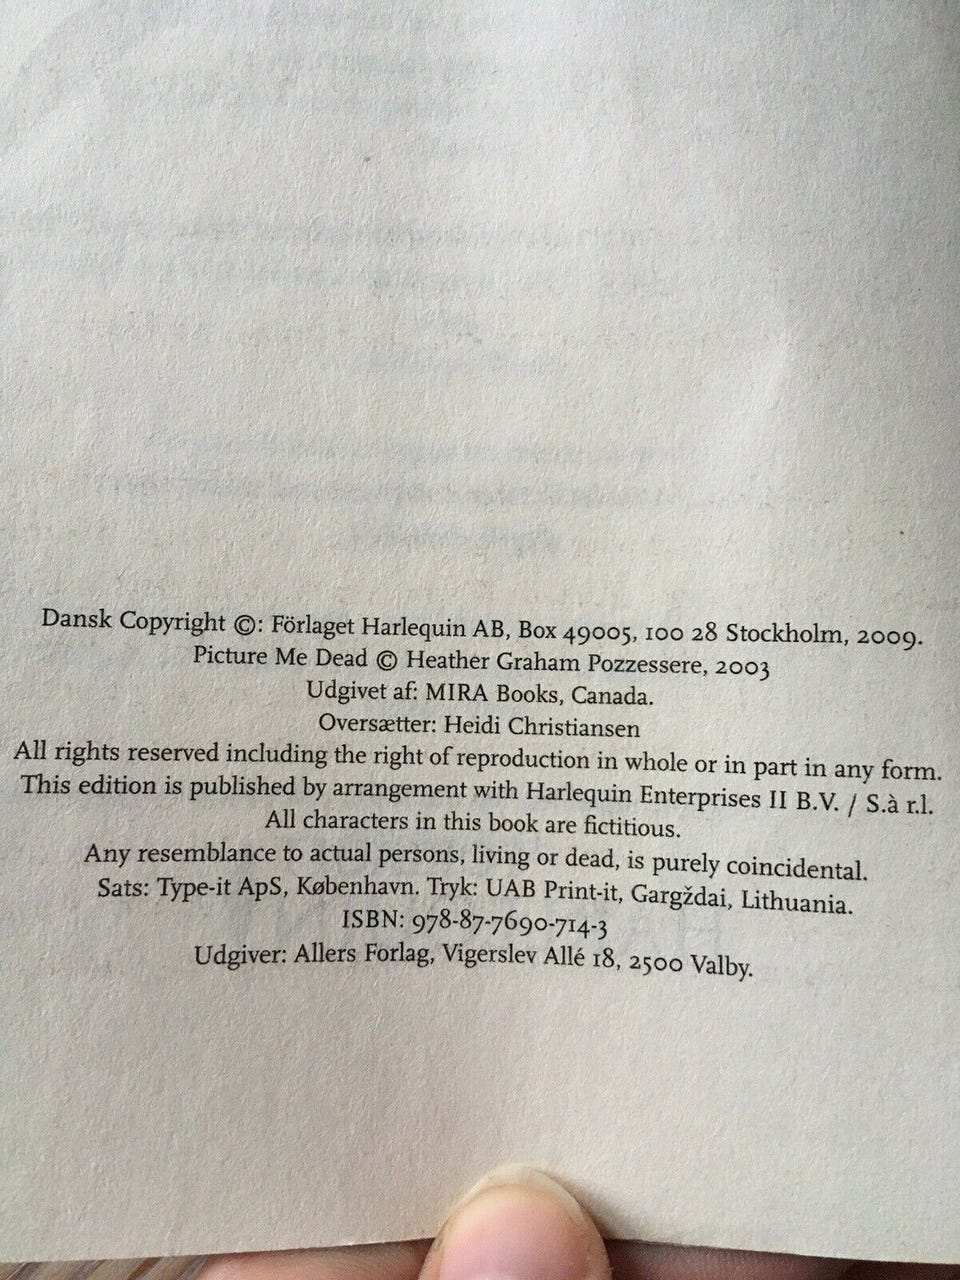 Dansk Copyright ©: Förlaget Harlequin AB, Box 49005, 100 28 Stockholm, 2009.
Picture Me Dead © Heather Graham Pozzessere, 2003
Udgivet af: MIRA Books, Canada.
Oversætter: Heidi Christiansen
All rights reserved including the right of reproduction in whole or in part in any form.
This edition is published by arrangement with Harlequin Enterprises II B.V. / S.à r.l.
All characters in this book are fictitious.
Any resemblance to actual persons, living or dead, is purely coincidental.
Sats: Type-it ApS, København. Tryk: UAB Print-it, Gargždai, Lithuania.
ISBN: 978-87-7690-714-3
Udgiver: Allers Forlag, Vigerslev Allé 18, 2500 Valby.